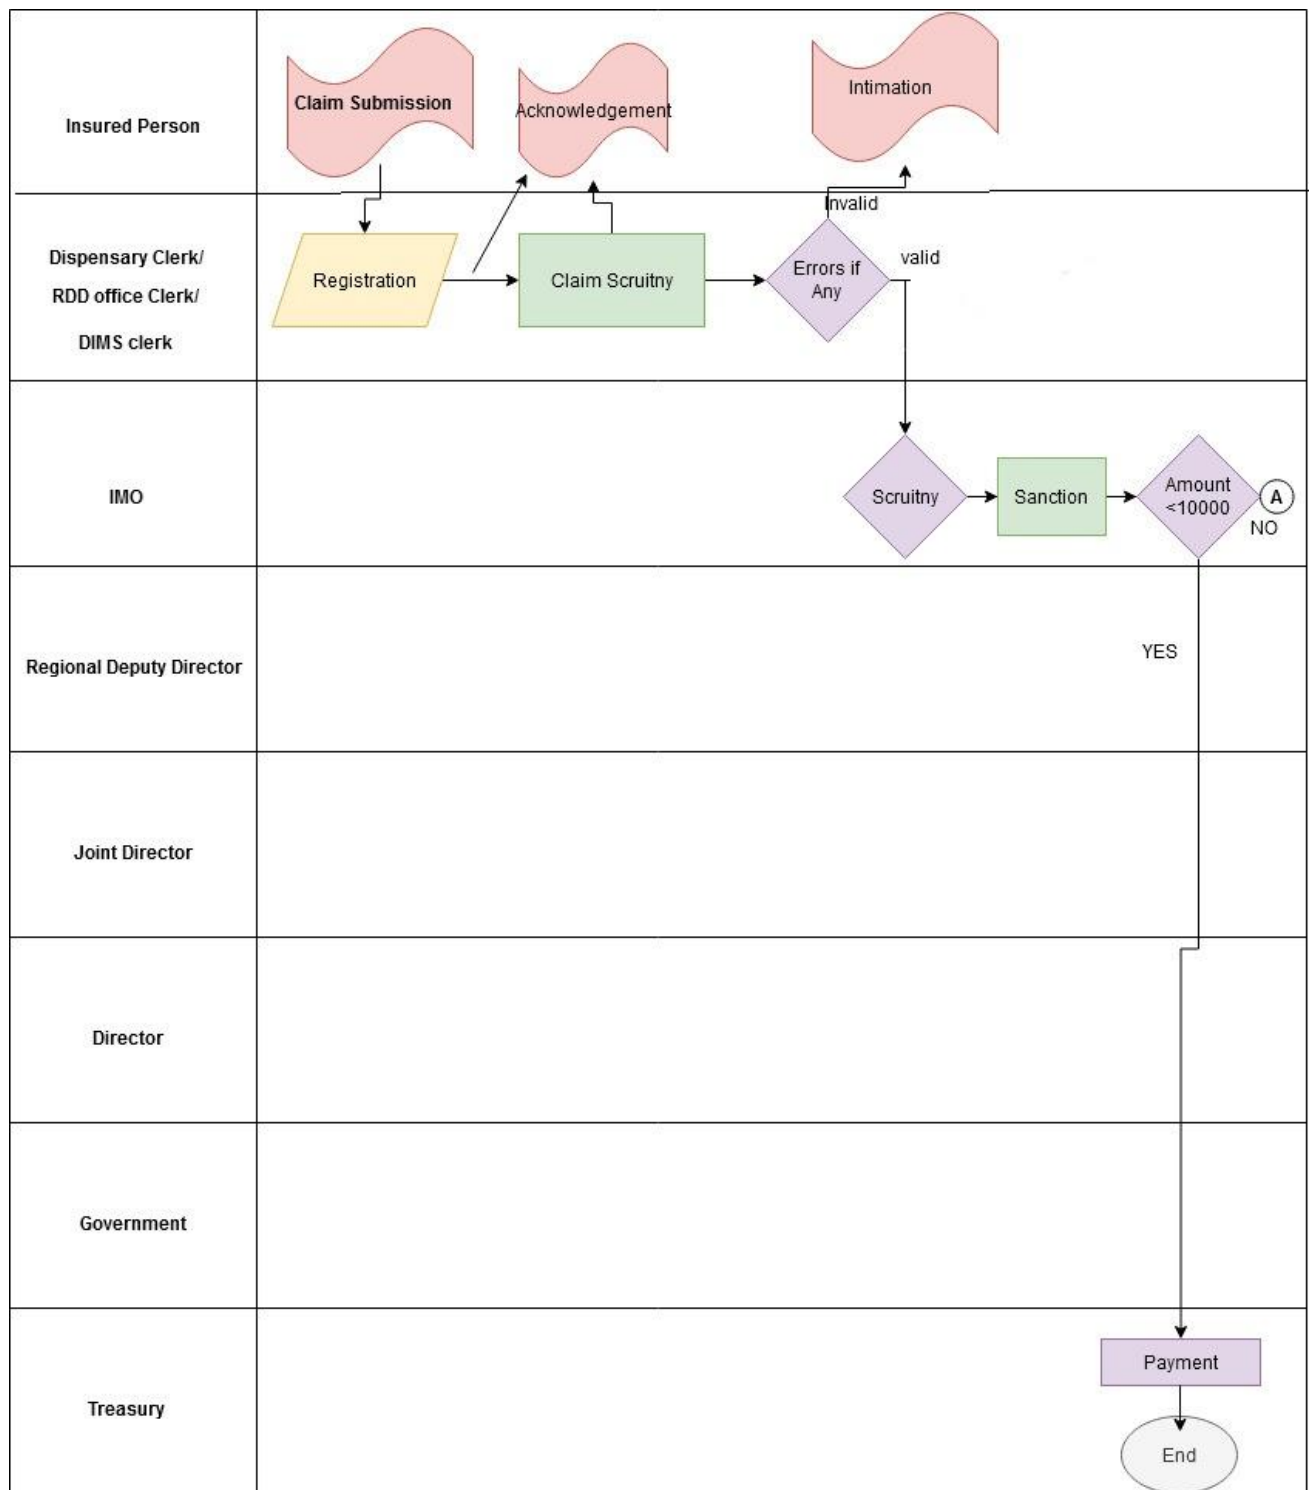 Insured Person
Claim Submission
Acknowledgement
Intimation
Dispensary Clerk/
RDD office Clerk/
DIMS clerk
Registration
Claim Scruitny
Errors if
Any
Invalid
valid
IMO
Scruitny
Sanction
Amount
<10000
A
NO
Regional Deputy Director
YES
Joint Director
Director
Government
Treasury
Payment
End